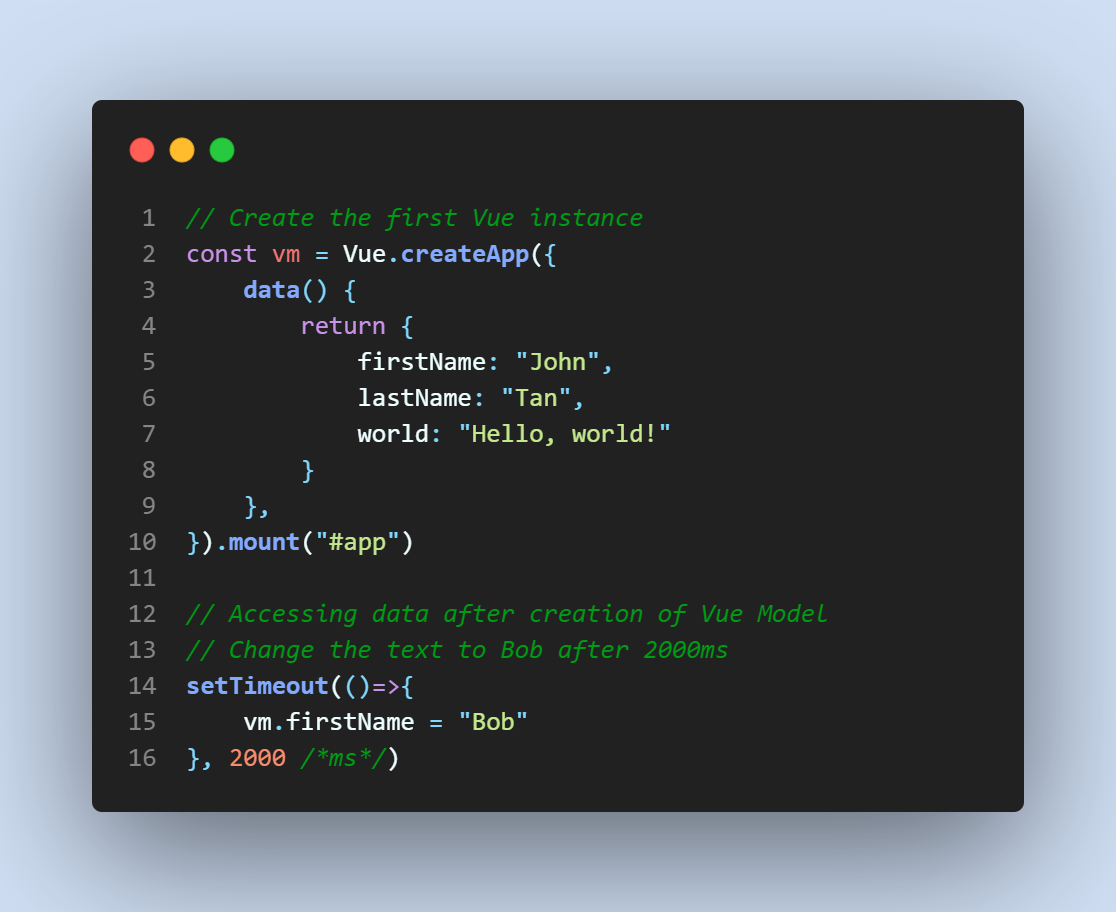 1 // Create the first Vue instance
2 const vm = Vue.createApp({
3     data() {
4         return {
5             firstName: "John",
6             lastName: "Tan",
7             world: "Hello, world!"
8         }
9     },
10 }).mount("#app")
11
12 // Accessing data after creation of Vue Model
13 // Change the text to Bob after 2000ms
14 setTimeout(()=>{
15     vm.firstName = "Bob"
16 }, 2000 /*ms*/)